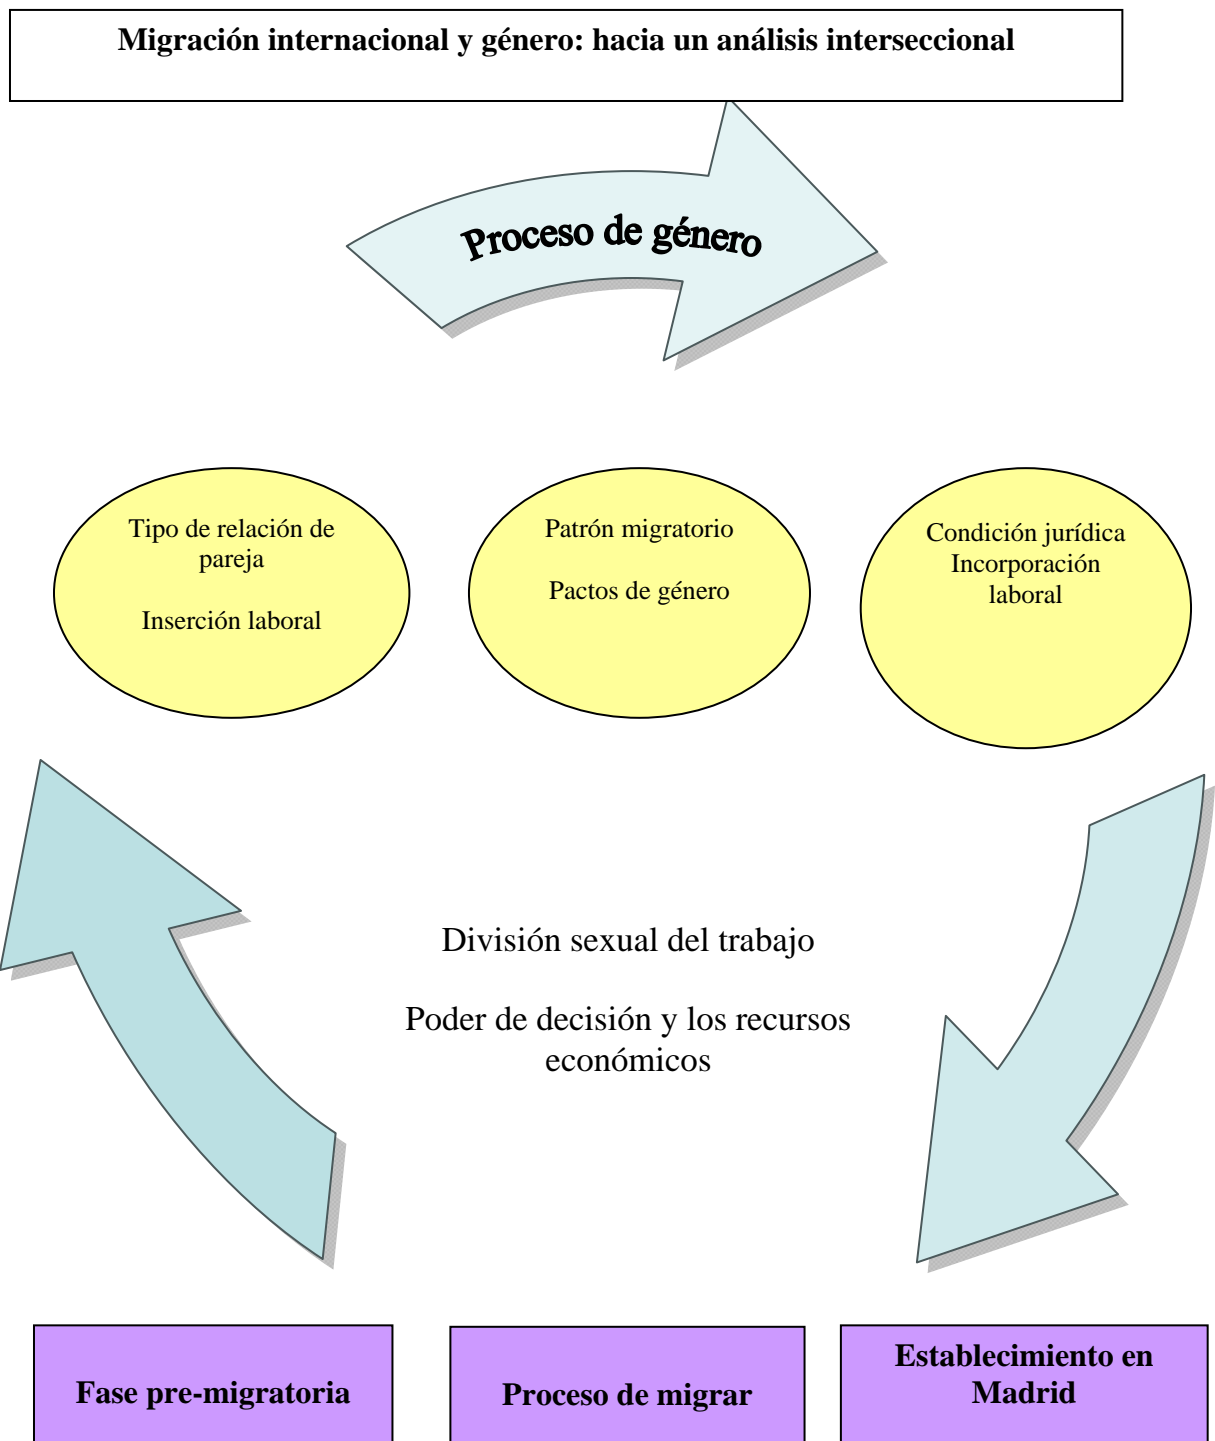 Migración internacional y género: hacia un análisis interseccional
Proceso de género
Tipo de relación de
pareja
Inserción laboral
Patrón migratorio
Pactos de género
Condición jurídica
Incorporación
laboral
División sexual del trabajo
Poder de decisión y los recursos
económicos
Fase pre-migratoria
Proceso de migrar
Establecimiento en
Madrid